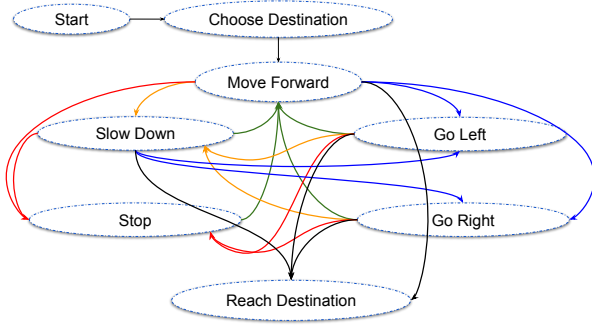 Start
Choose Destination
Move Forward
Slow Down
Go Left
Stop
Go Right
Reach Destination